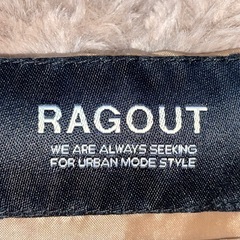 RAGOUT
WE ARE ALWAYS SEEKING
FOR URBAN MODE STYLE